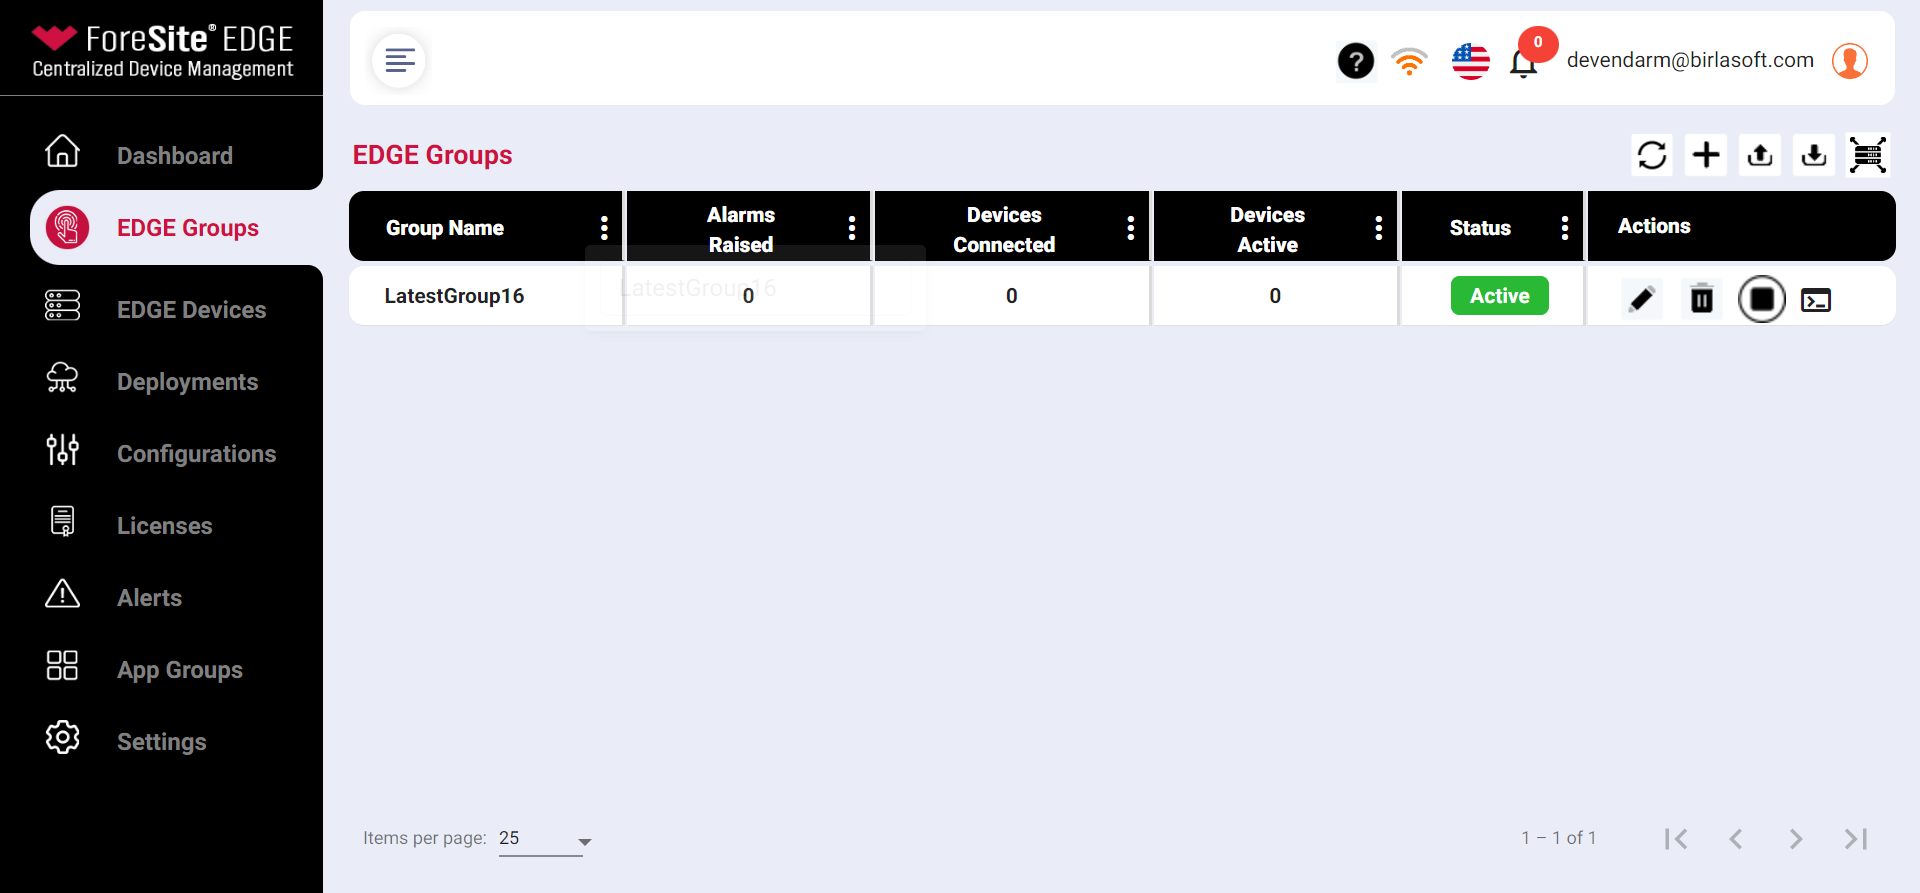 ForeSite® EDGE
Centralized Device Management
?
0
devendarm@birlasoft.com
Dashboard
EDGE Groups
EDGE Devices
Deployments
Configurations
Licenses
Alerts
App Groups
Settings
EDGE Groups
Group Name
Alarms
Raised
Devices
Connected
Devices
Active
Status
Actions
LatestGroup16
LatestGroup16
0
0
0
Active
Items per page: 25
1 – 1 of 1